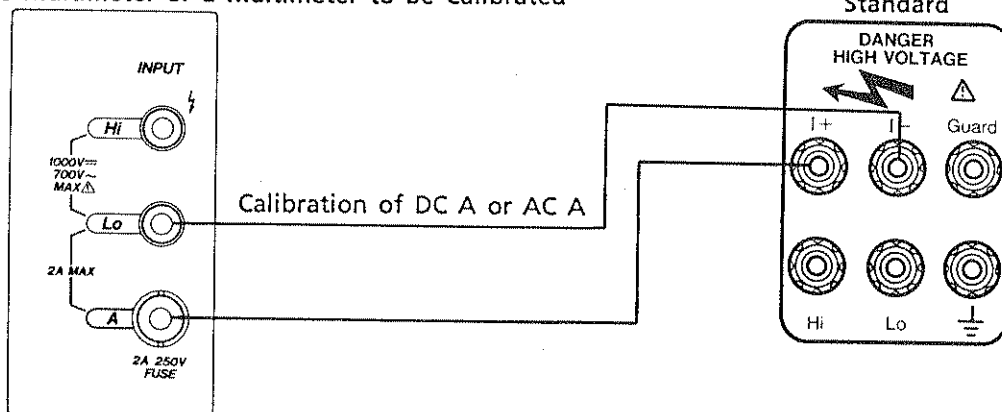 Multimeter or a Multimeter to be Calibrated
Standard
INPUT
Hi
1000V⎓
700V~
MAX⚠
Lo
2A MAX
A
2A 250V
FUSE
Calibration of DC A or AC A
DANGER
HIGH VOLTAGE
I+
I-
Guard
Hi
Lo